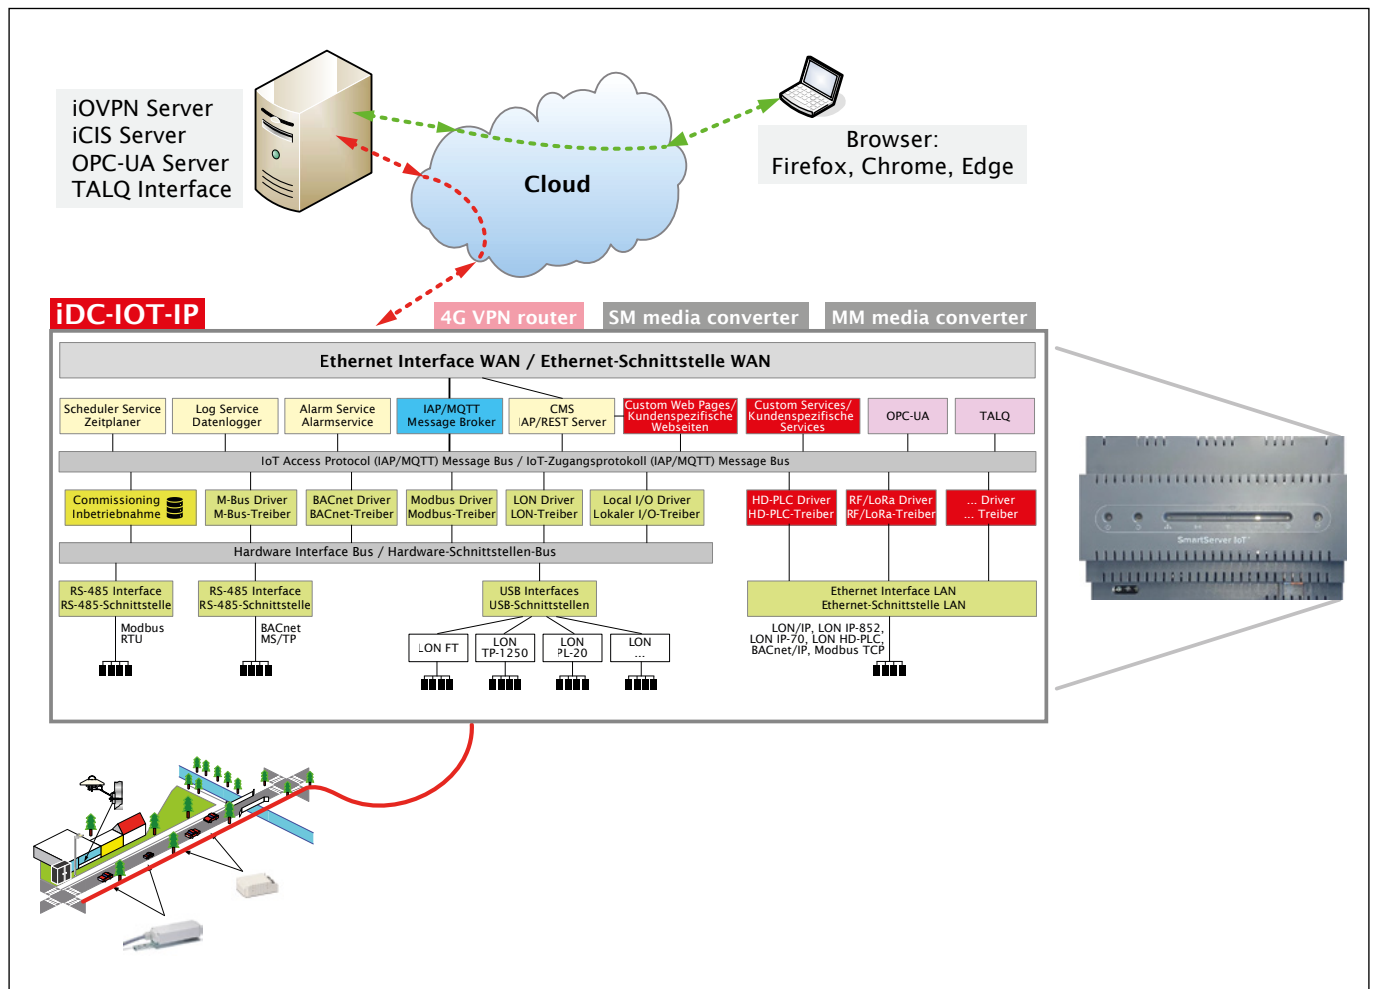 iOVPN Server
iCIS Server
OPC-UA Server
TALQ Interface
Cloud
Browser:
Firefox, Chrome, Edge
iDC-IOT-IP
4G VPN router
SM media converter
MM media converter
Ethernet Interface WAN / Ethernet-Schnittstelle WAN
Scheduler Service
Zeitplaner
Log Service
Datenlogger
Alarm Service
Alarmservice
IAP/MQTT
Message Broker
CMS
IAP/REST Server
Custom Web Pages/
Kundenspezifische
Webseiten
Custom Services/
Kundenspezifische
Services
OPC-UA
TALQ
IoT Access Protocol (IAP/MQTT) Message Bus / IoT-Zugangsprotokoll (IAP/MQTT) Message Bus
Commissioning
Inbetriebnahme
M-Bus Driver
M-Bus-Treiber
BACnet Driver
BACnet-Treiber
Modbus Driver
Modbus-Treiber
LON Driver
LON-Treiber
Local I/O Driver
Lokaler I/O-Treiber
HD-PLC Driver
HD-PLC-Treiber
RF/LoRa Driver
RF/LoRa-Treiber
... Driver
... Treiber
Hardware Interface Bus / Hardware-Schnittstellen-Bus
RS-485 Interface
RS-485-Schnittstelle
RS-485 Interface
RS-485-Schnittstelle
USB Interfaces
USB-Schnittstellen
Ethernet Interface LAN
Ethernet-Schnittstelle LAN
Modbus
RTU
BACnet
MS/TP
LON FT
LON
TP-1250
LON
PL-20
LON
...
LON/IP, LON IP-852,
LON IP-70, LON HD-PLC,
BACnet/IP, Modbus TCP
SmartServer IoT